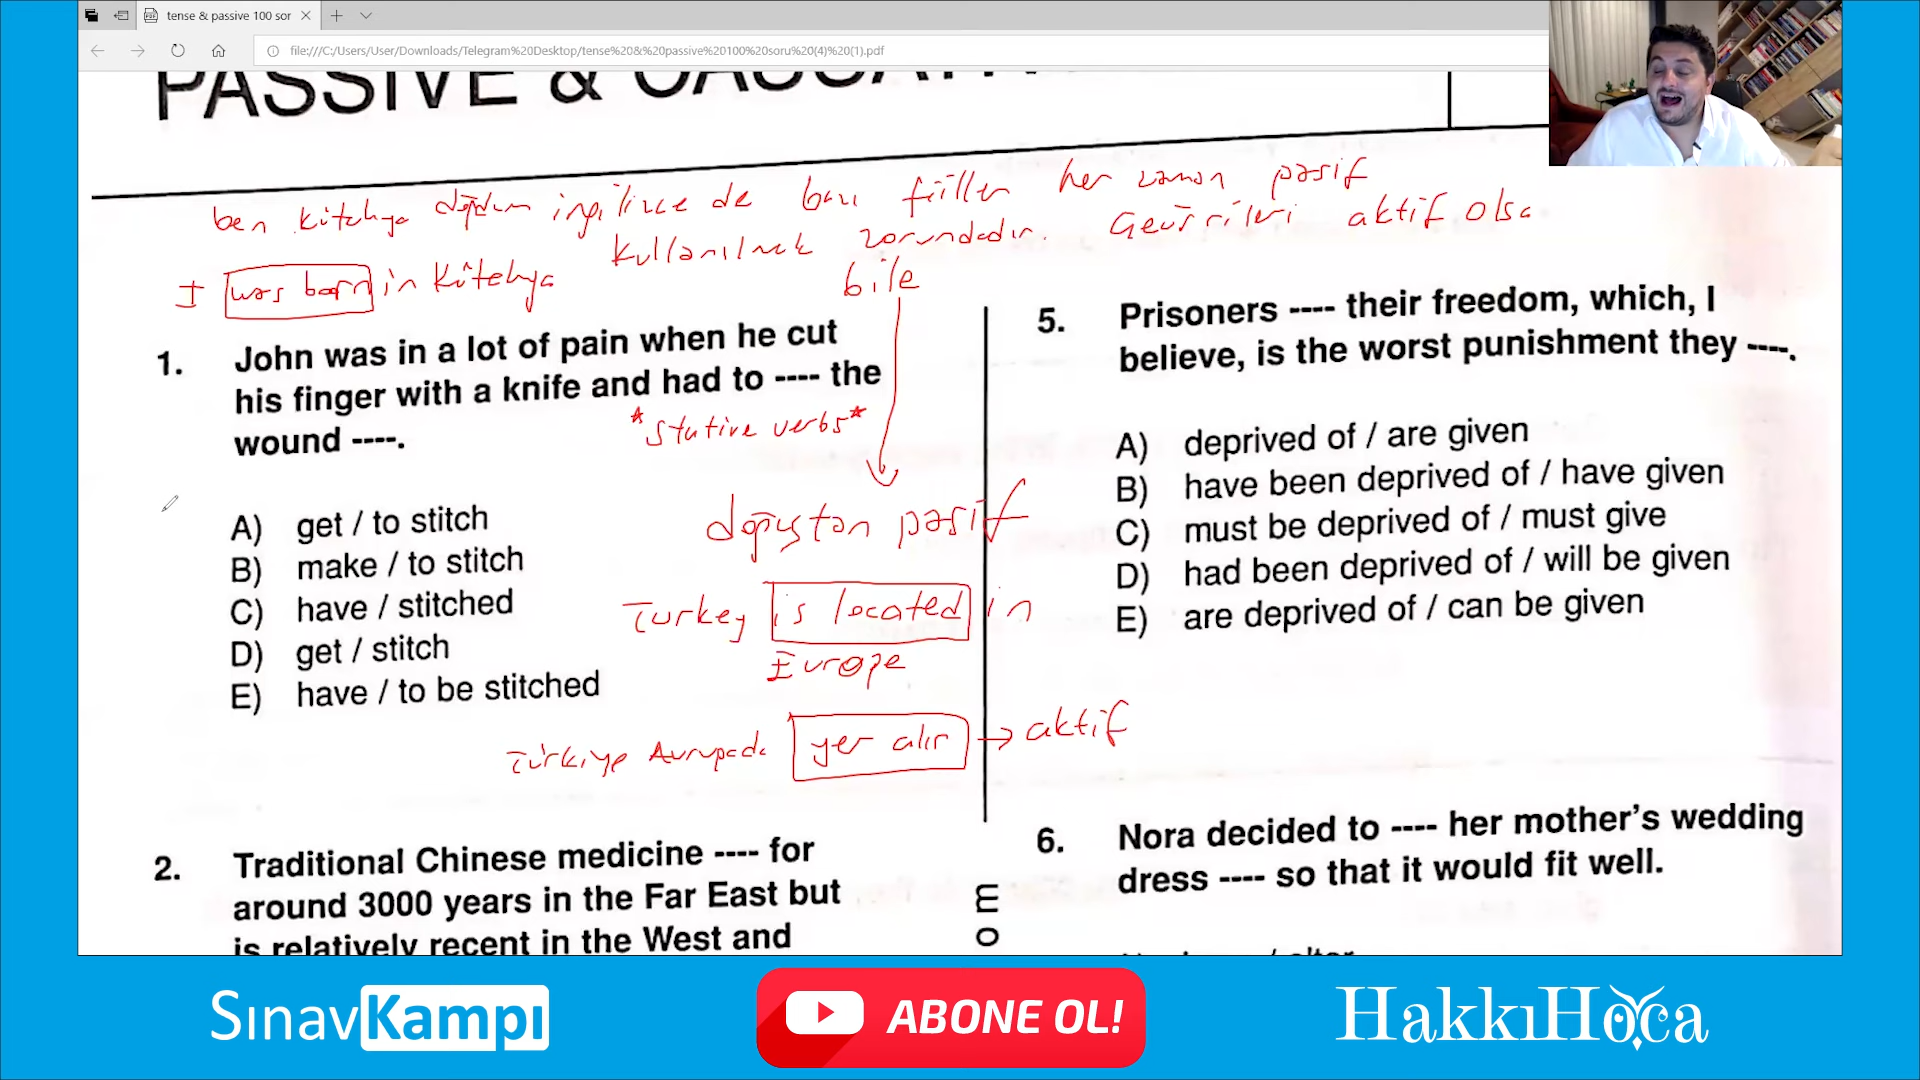 tense & passive 100 sor
file:///C:/Users/User/Downloads/Telegram%20Desktop/tense%20&%20passive%20100%20soru%20(4)%20(1).pdf
PASSIVE &
ben Kütahya doğdum ingilizce de bazı fiiller her zaman pasif
kullanılmak zorundadır. Gevrileri aktif olsa
bile
I was born in Kütahya
1. John was in a lot of pain when he cut
his finger with a knife and had to ---- the
wound ----.
*stative verbs*
A) get / to stitch
B) make / to stitch
C) have / stitched
D) get / stitch
E) have / to be stitched
doğuştan pasif
Turkey is located in
Europe
Türkiye Avrupada yer alır → aktif
2. Traditional Chinese medicine ---- for
around 3000 years in the Far East but
is relatively recent in the West and
5. Prisoners ---- their freedom, which, I
believe, is the worst punishment they ----.
A) deprived of / are given
B) have been deprived of / have given
C) must be deprived of / must give
D) had been deprived of / will be given
E) are deprived of / can be given
6. Nora decided to ---- her mother's wedding
dress ---- so that it would fit well.
om
SınavKampı
ABONE OL!
HakkıHoca